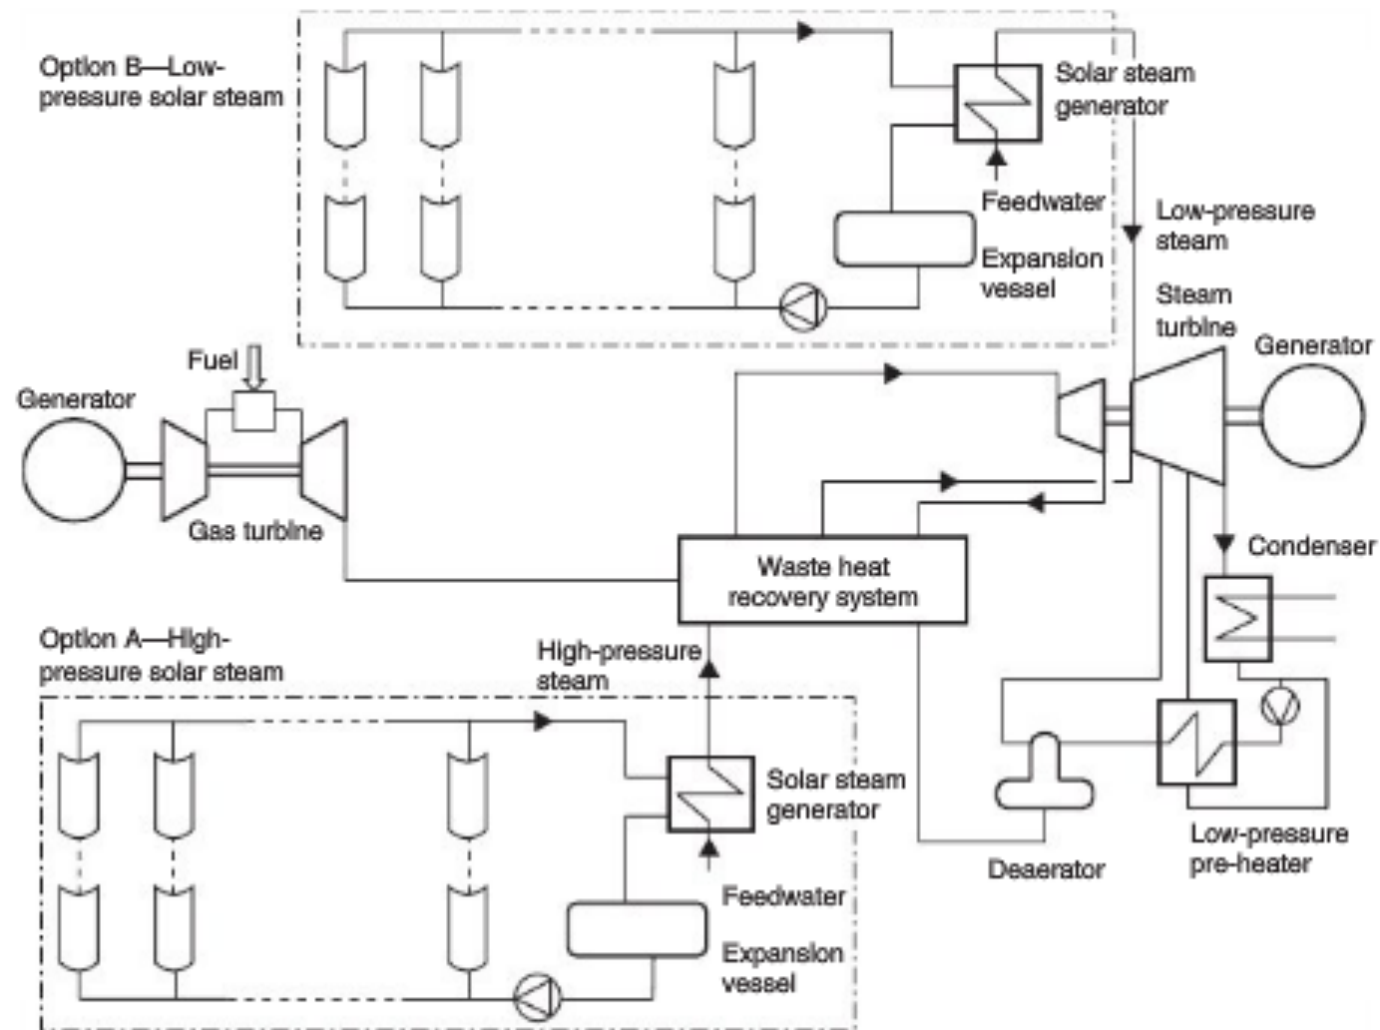 Option B—Low-
pressure solar steam
Solar steam
generator
Feedwater
Expansion
vessel
Low-pressure
steam
Steam
turbine
Generator
Fuel
Generator
Gas turbine
Waste heat
recovery system
Condenser
Option A—High-
pressure solar steam
High-pressure
steam
Solar steam
generator
Feedwater
Expansion
vessel
Deaerator
Low-pressure
pre-heater